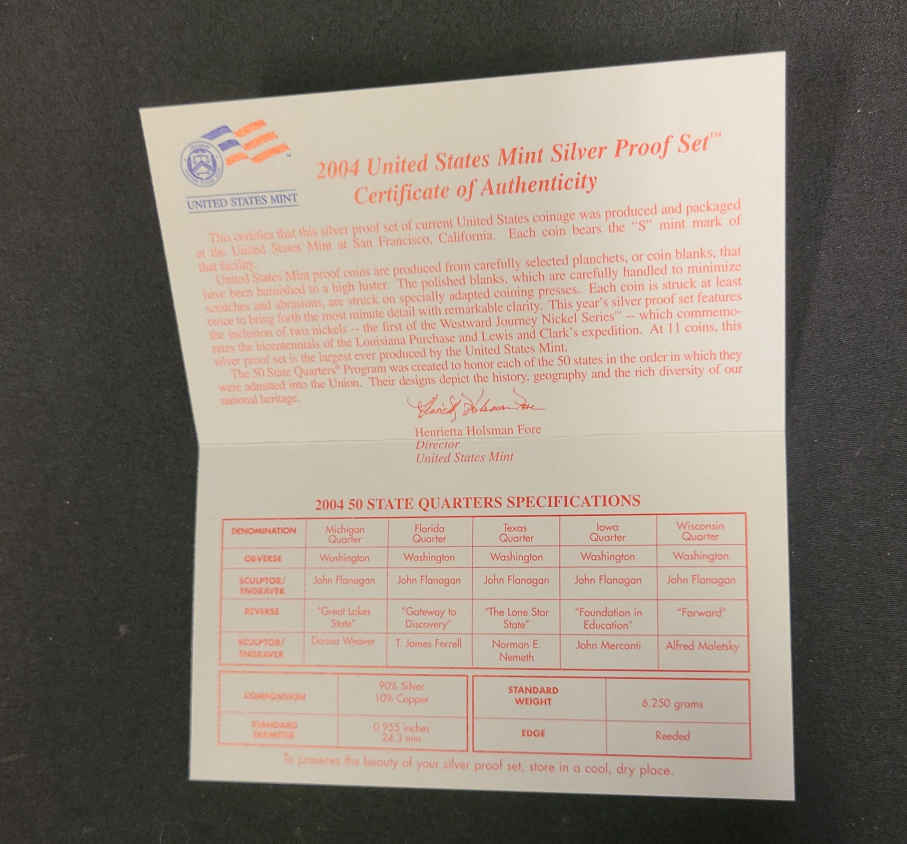 UNITED STATES MINT
2004 United States Mint Silver Proof Set™
Certificate of Authenticity
This certifies that this silver proof set of current United States coinage was produced and packaged
at the United States Mint at San Francisco, California. Each coin bears the "S" mint mark of
that facility.
United States Mint proof coins are produced from carefully selected planchets, or coin blanks, that
have been burnished to a high luster. The polished blanks, which are carefully handled to minimize
scratches and abrasions, are struck on specially adapted coining presses. Each coin is struck at least
twice to bring forth the most minute detail with remarkable clarity. This year's silver proof set features
the inclusion of two nickels -- the first of the Westward Journey Nickel Series™ -- which commemo-
rates the bicentennials of the Louisiana Purchase and Lewis and Clark's expedition. At 11 coins, this
silver proof set is the largest ever produced by the United States Mint.
The 50 State Quarters® Program was created to honor each of the 50 states in the order in which they
were admitted into the Union. Their designs depict the history, geography and the rich diversity of our
national heritage.
Henrietta Holsman Fore
Henrietta Holsman Fore
Director
United States Mint
2004 50 STATE QUARTERS SPECIFICATIONS
DENOMINATION Michigan Quarter Florida Quarter Texas Quarter Iowa Quarter Wisconsin Quarter
OBVERSE Washington Washington Washington Washington Washington
SCULPTOR/ ENGRAVER John Flanagan John Flanagan John Flanagan John Flanagan John Flanagan
REVERSE "Great Lakes State" "Gateway to Discovery" "The Lone Star State" "Foundation in Education" "Forward"
SCULPTOR/ ENGRAVER Donna Weaver T. James Ferrell Norman E. Nemeth John Mercanti Alfred Maletsky
COMPOSITION 90% Silver 10% Copper STANDARD WEIGHT 6.250 grams
STANDARD DIAMETER 0.955 inches 24.3 mm EDGE Reeded
To preserve the beauty of your silver proof set, store in a cool, dry place.